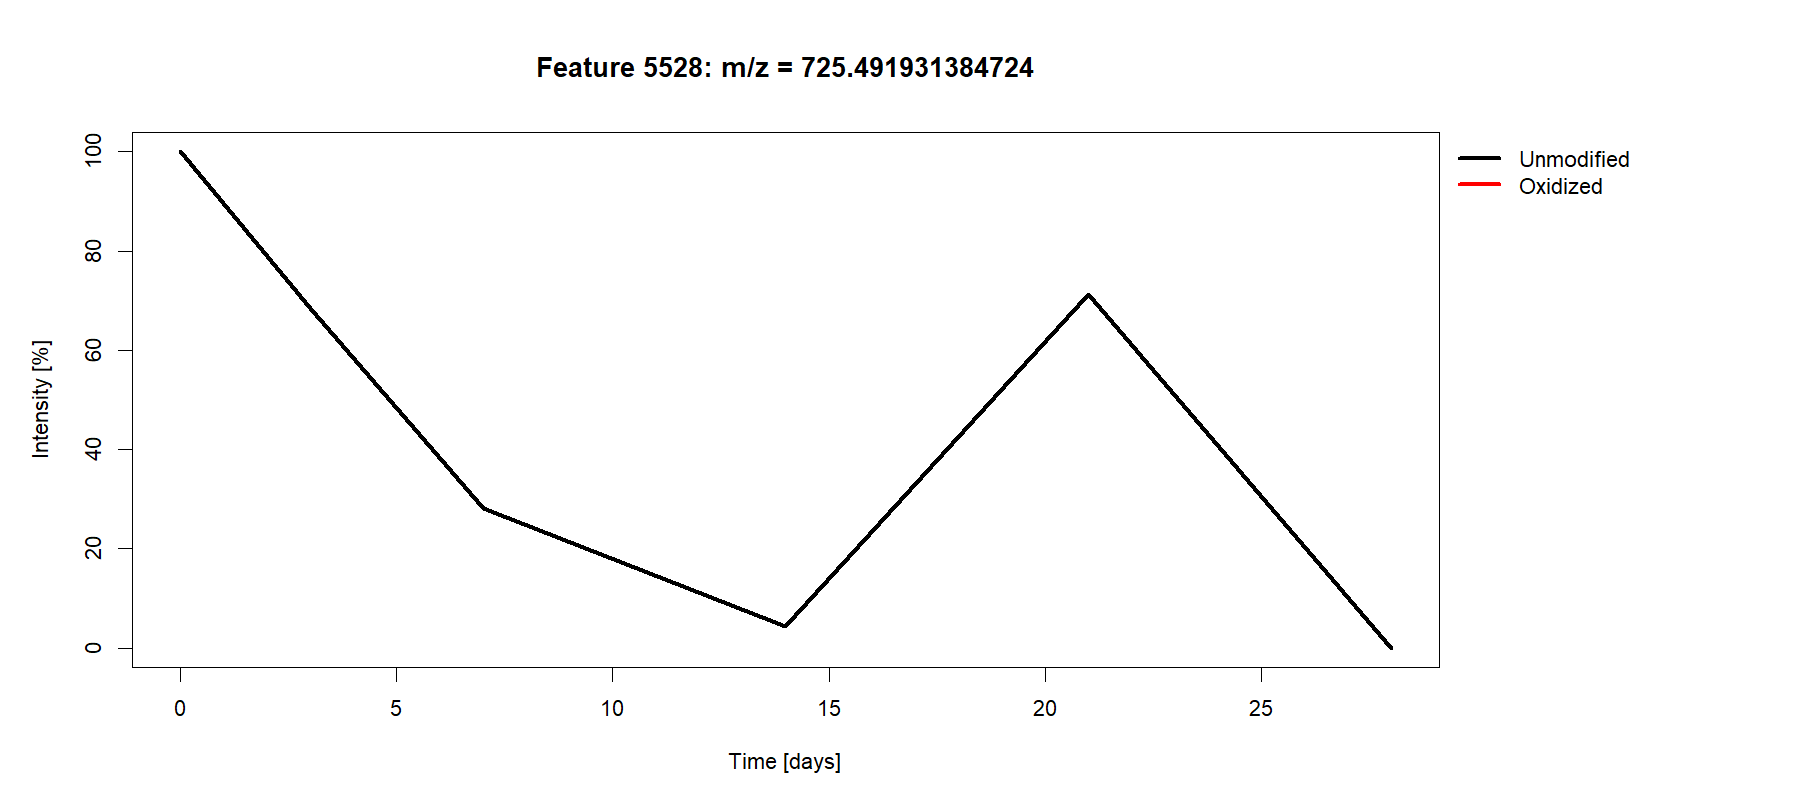 Feature 5528: m/z = 725.491931384724
Unmodified
Oxidized
Intensity [%]
100
80
60
40
20
0
0 5 10 15 20 25
Time [days]